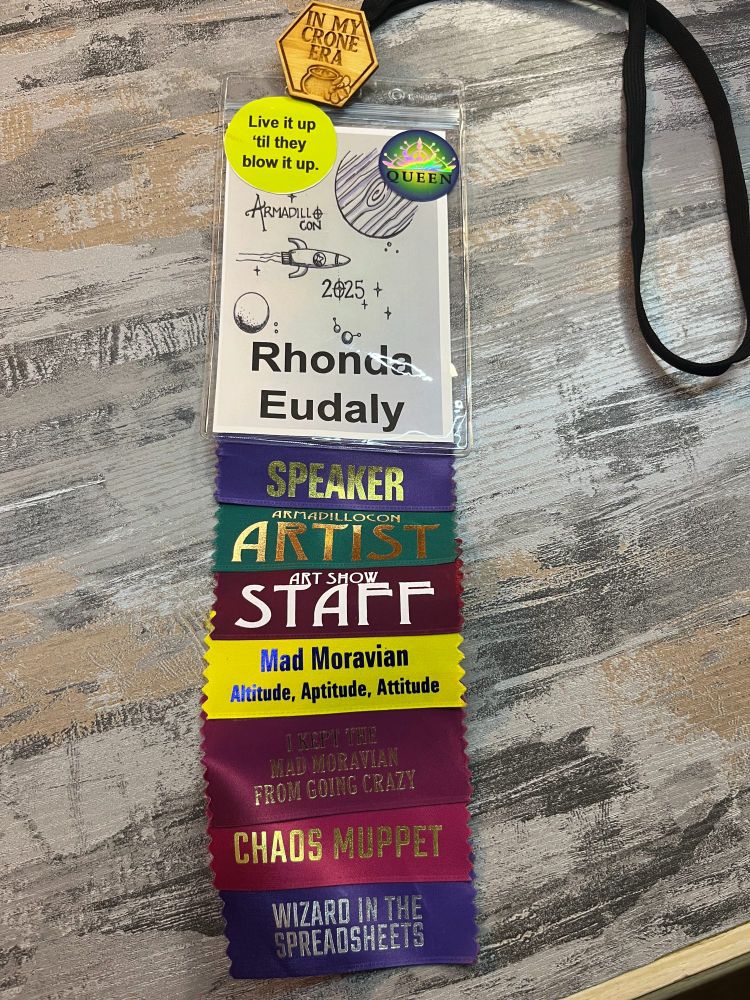 IN MY
CRONE
ERA
Live it up
'til they
blow it up.
QUEEN
ARMADILLO
CON
2025
Rhonda
Eudaly
SPEAKER
ARMADILLOCON
ARTIST
ART SHOW
STAFF
Mad Moravian
Altitude, Aptitude, Attitude
I KEPT THE
MAD MORAVIAN
FROM GOING CRAZY
CHAOS MUPPET
WIZARD IN THE
SPREADSHEETS